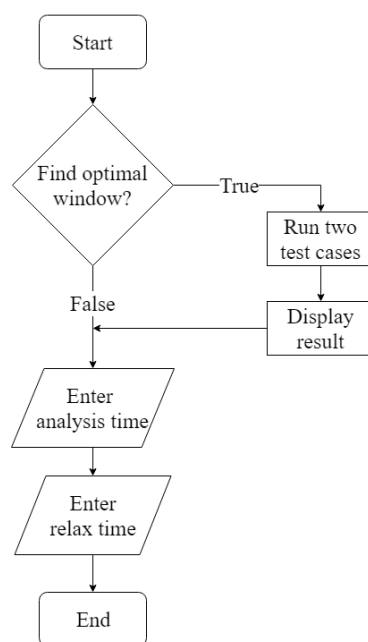 Start
Find optimal
window?
True
Run two
test cases
False
Display
result
Enter
analysis time
Enter
relax time
End